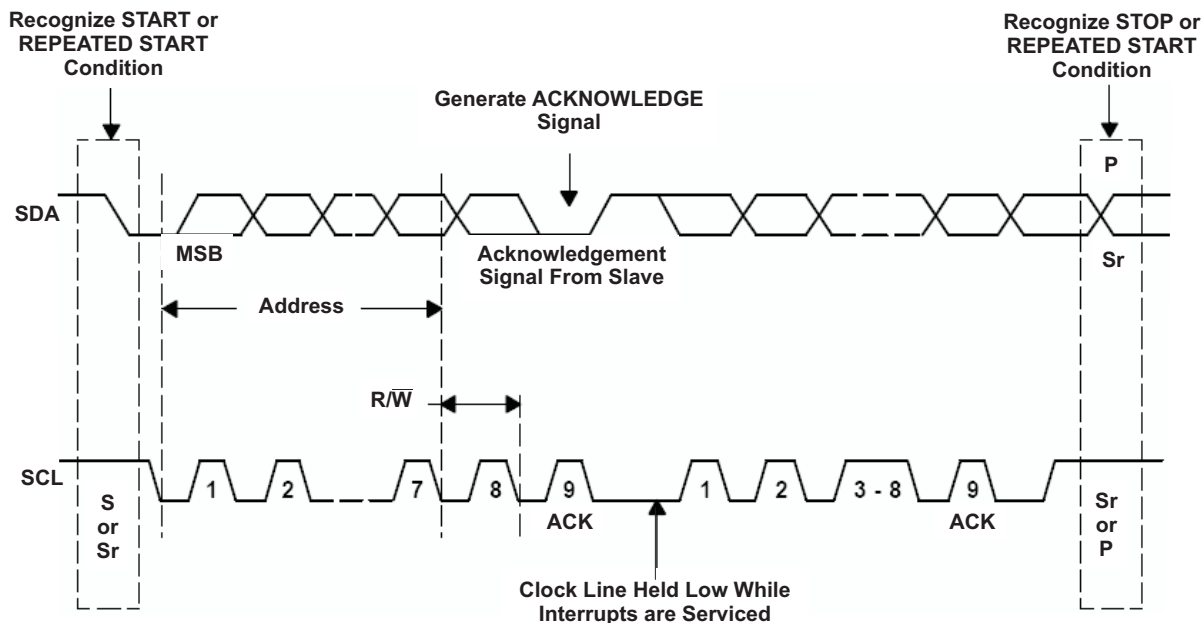 Recognize START or
REPEATED START
Condition
Recognize STOP or
REPEATED START
Condition
Generate ACKNOWLEDGE
Signal
P
SDA
MSB
Acknowledgement
Signal From Slave
Sr
Address
R/W̅
SCL
1
2
7
8
9
1
2
3 - 8
9
ACK
ACK
S
or
Sr
Sr
or
P
Clock Line Held Low While
Interrupts are Serviced